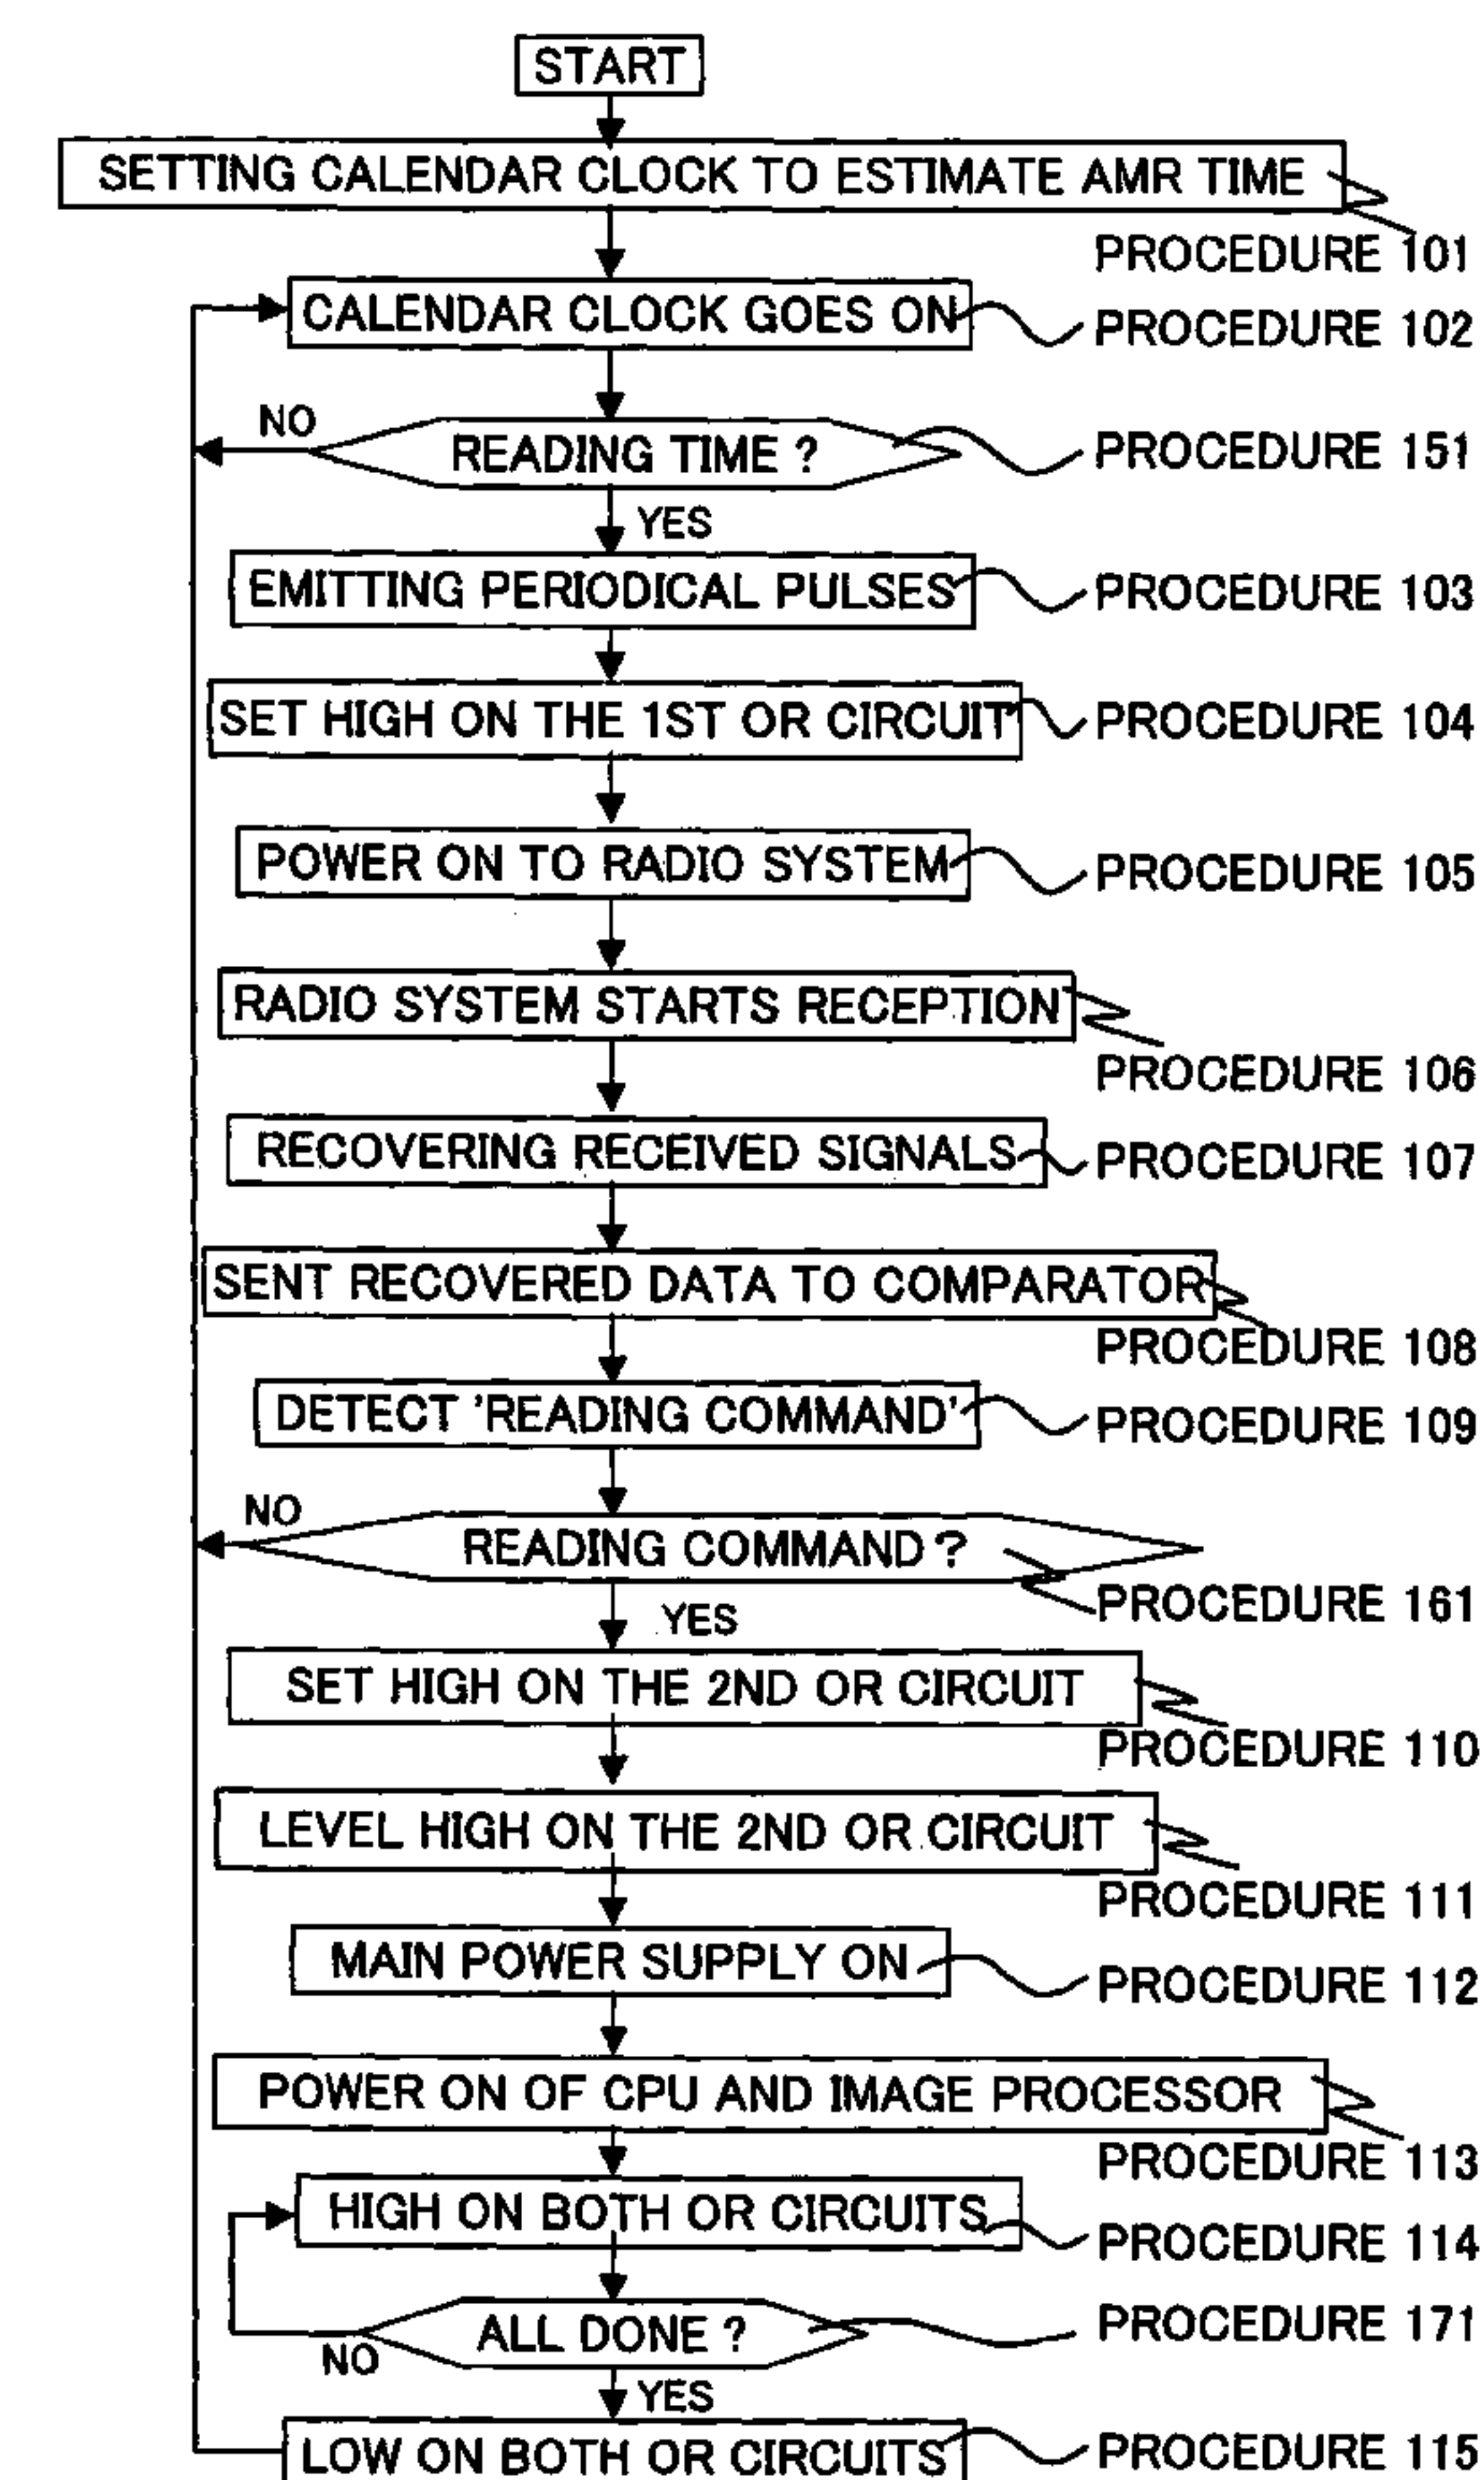 START
SETTING CALENDAR CLOCK TO ESTIMATE AMR TIME
PROCEDURE 101
CALENDAR CLOCK GOES ON
PROCEDURE 102
NO
READING TIME ?
PROCEDURE 151
YES
EMITTING PERIODICAL PULSES
PROCEDURE 103
SET HIGH ON THE 1ST OR CIRCUIT
PROCEDURE 104
POWER ON TO RADIO SYSTEM
PROCEDURE 105
RADIO SYSTEM STARTS RECEPTION
PROCEDURE 106
RECOVERING RECEIVED SIGNALS
PROCEDURE 107
SENT RECOVERED DATA TO COMPARATOR
PROCEDURE 108
DETECT 'READING COMMAND'
PROCEDURE 109
NO
READING COMMAND ?
PROCEDURE 161
YES
SET HIGH ON THE 2ND OR CIRCUIT
PROCEDURE 110
LEVEL HIGH ON THE 2ND OR CIRCUIT
PROCEDURE 111
MAIN POWER SUPPLY ON
PROCEDURE 112
POWER ON OF CPU AND IMAGE PROCESSOR
PROCEDURE 113
HIGH ON BOTH OR CIRCUITS
PROCEDURE 114
ALL DONE ?
PROCEDURE 171
NO
YES
LOW ON BOTH OR CIRCUITS
PROCEDURE 115